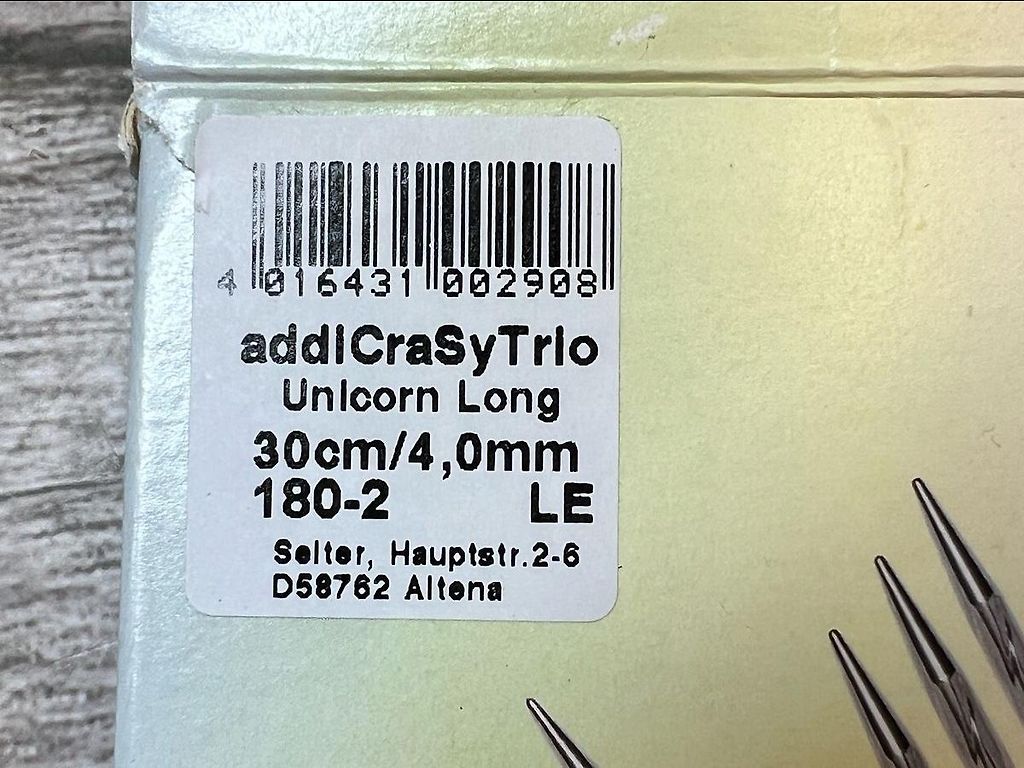 4 016431 002908
addiCraSyTrio
Unicorn Long
30cm/4,0mm
180-2 LE
Selter, Hauptstr.2-6
D58762 Altena